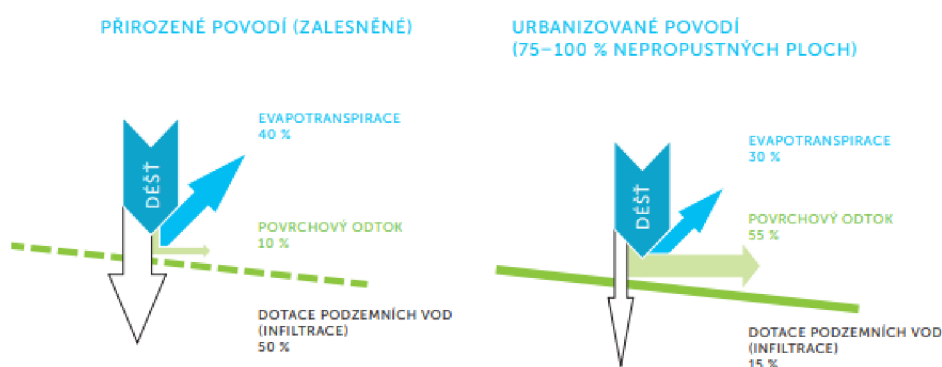 PŘIROZENÉ POVODÍ (ZALESNĚNÉ)
DÉŠŤ
EVAPOTRANSPIRACE
40 %
POVRCHOVÝ ODTOK
10 %
DOTACE PODZEMNÍCH VOD
(INFILTRACE)
50 %
URBANIZOVANÉ POVODÍ
(75–100 % NEPROPUSTNÝCH PLOCH)
DÉŠŤ
EVAPOTRANSPIRACE
30 %
POVRCHOVÝ ODTOK
55 %
DOTACE PODZEMNÍCH VOD
(INFILTRACE)
15 %